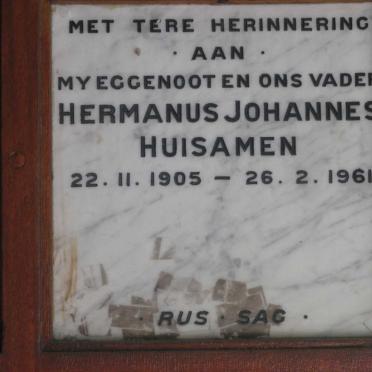 MET TERE HERINNERING
· AAN ·
MY EGGENOOT EN ONS VADER
HERMANUS JOHANNES
HUISAMEN
22. 11. 1905 – 26. 2. 1961
· RUS · SAG ·